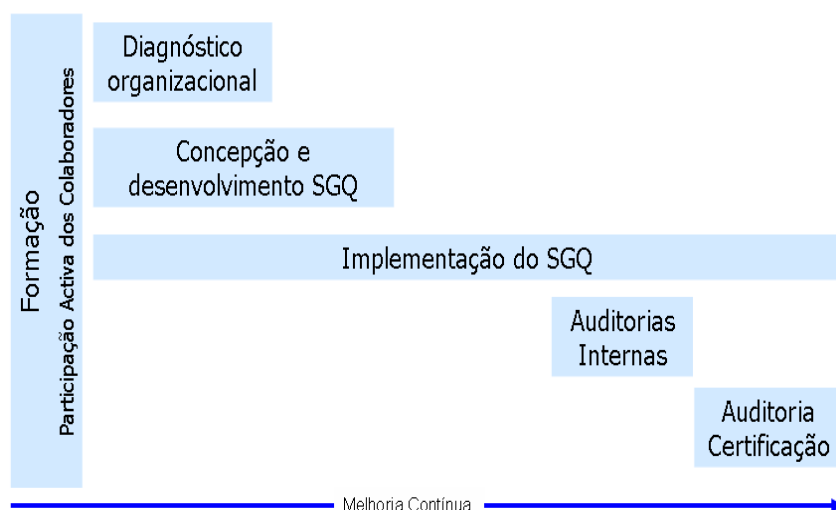 Formação
Participação Activa dos Colaboradores
Diagnóstico
organizacional
Concepção e
desenvolvimento SGQ
Implementação do SGQ
Auditorias
Internas
Auditoria
Certificação
Melhoria Contínua